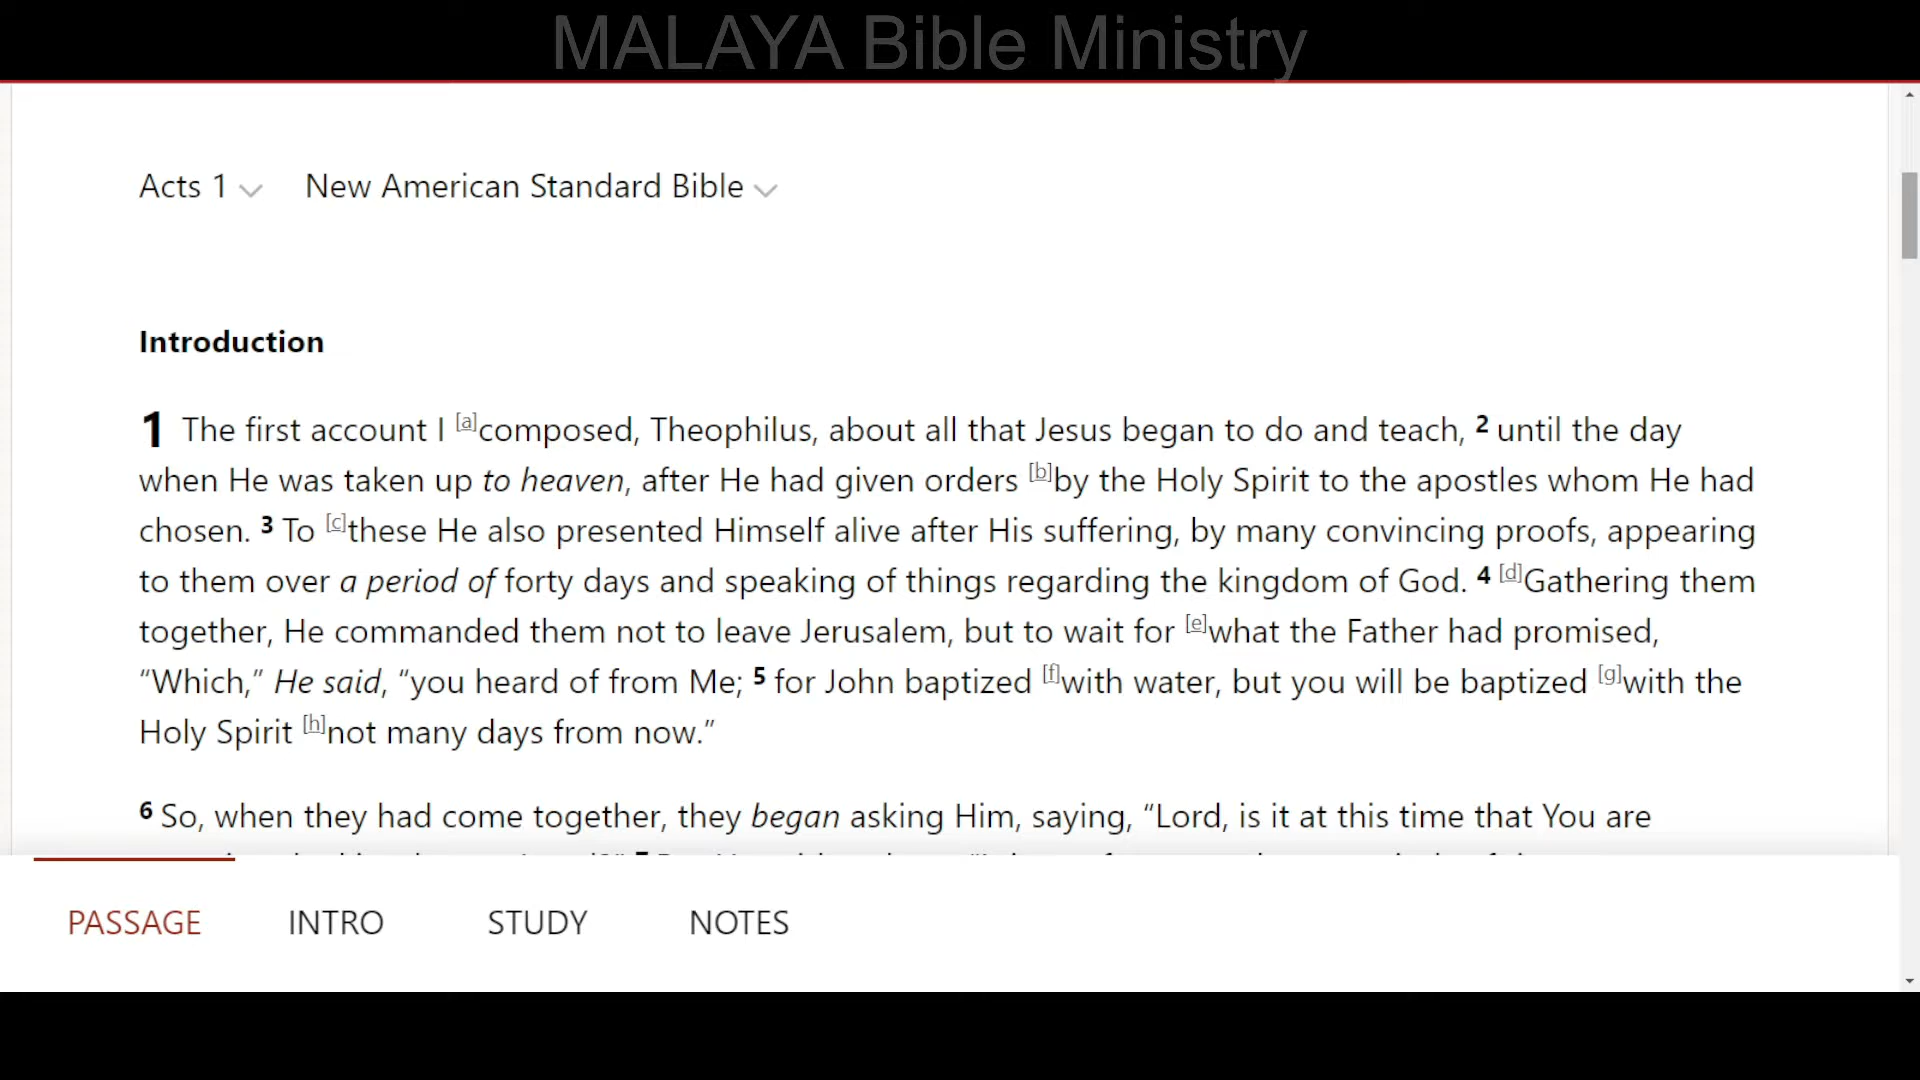 MALAYA Bible Ministry
Acts 1 New American Standard Bible
Introduction
1 The first account I [a]composed, Theophilus, about all that Jesus began to do and teach, 2 until the day
when He was taken up to heaven, after He had given orders [b]by the Holy Spirit to the apostles whom He had
chosen. 3 To [c]these He also presented Himself alive after His suffering, by many convincing proofs, appearing
to them over a period of forty days and speaking of things regarding the kingdom of God. 4 [d]Gathering them
together, He commanded them not to leave Jerusalem, but to wait for [e]what the Father had promised,
“Which,” He said, “you heard of from Me; 5 for John baptized [f]with water, but you will be baptized [g]with the
Holy Spirit [h]not many days from now.”
6 So, when they had come together, they began asking Him, saying, “Lord, is it at this time that You are
PASSAGE INTRO STUDY NOTES